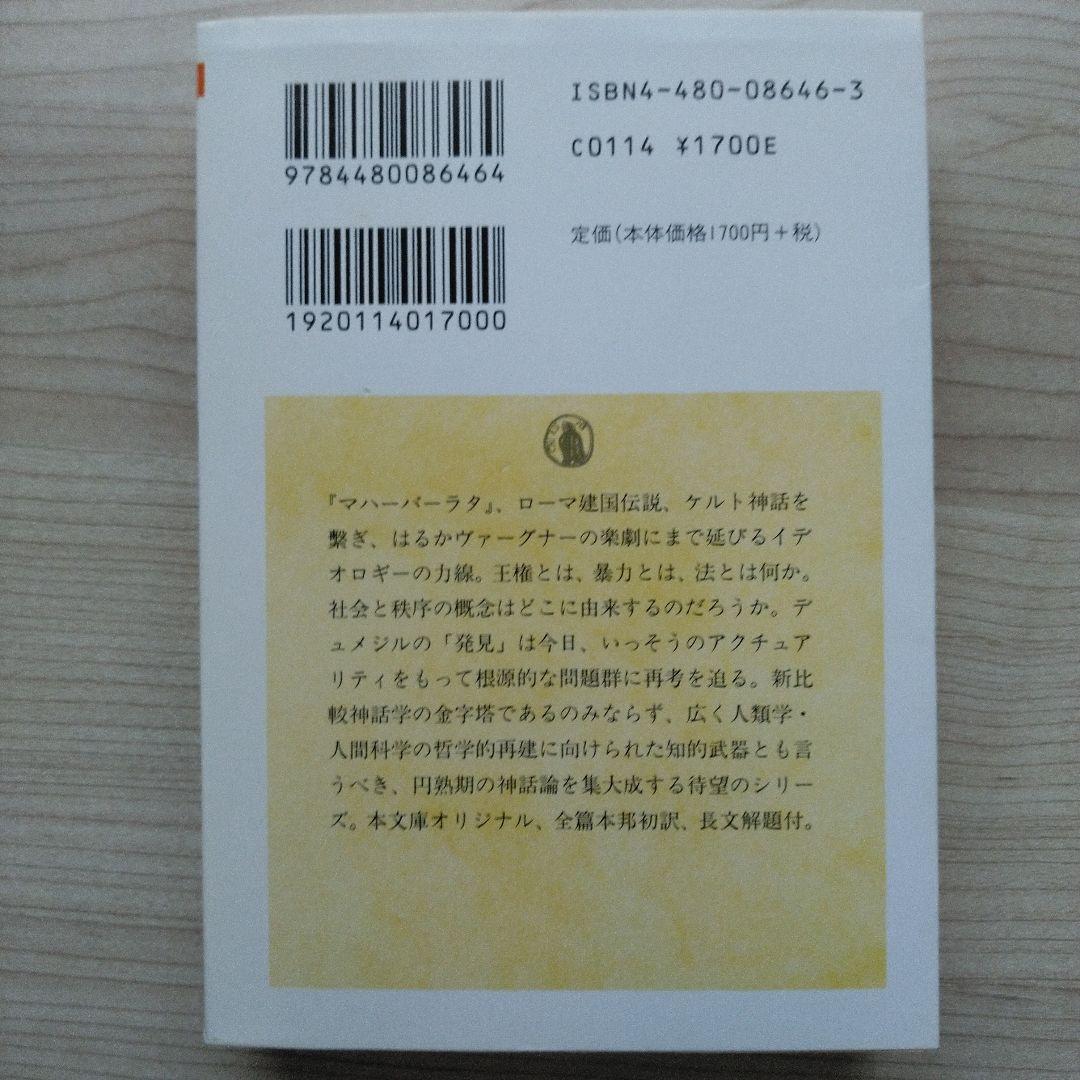 ISBN4-480-08646-3
9784480086464
C0114 ¥1700E
定価(本体価格1700円+税)
1920114017000
『マハーバーラタ』、ローマ建国伝説、ケルト神話を
繋ぎ、はるかヴァーグナーの楽劇にまで延びるイデ
オロギーの力線。王権とは、暴力とは、法とは何か。
社会と秩序の概念はどこに由来するのだろうか。デ
ュメジルの「発見」は今日、いっそうのアクチュア
リティをもって根源的な問題群に再考を迫る。新比
較神話学の金字塔であるのみならず、広く人類学・
人間科学の哲学的再建に向けられた知的武器とも言
うべき、円熟期の神話論を集大成する待望のシリー
ズ。本文庫オリジナル、全篇本邦初訳、長文解題付。